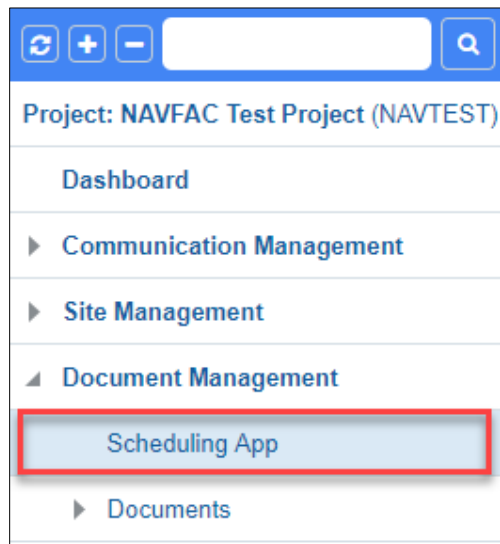 Project: NAVFAC Test Project (NAVTEST)
Dashboard
Communication Management
Site Management
Document Management
Scheduling App
Documents